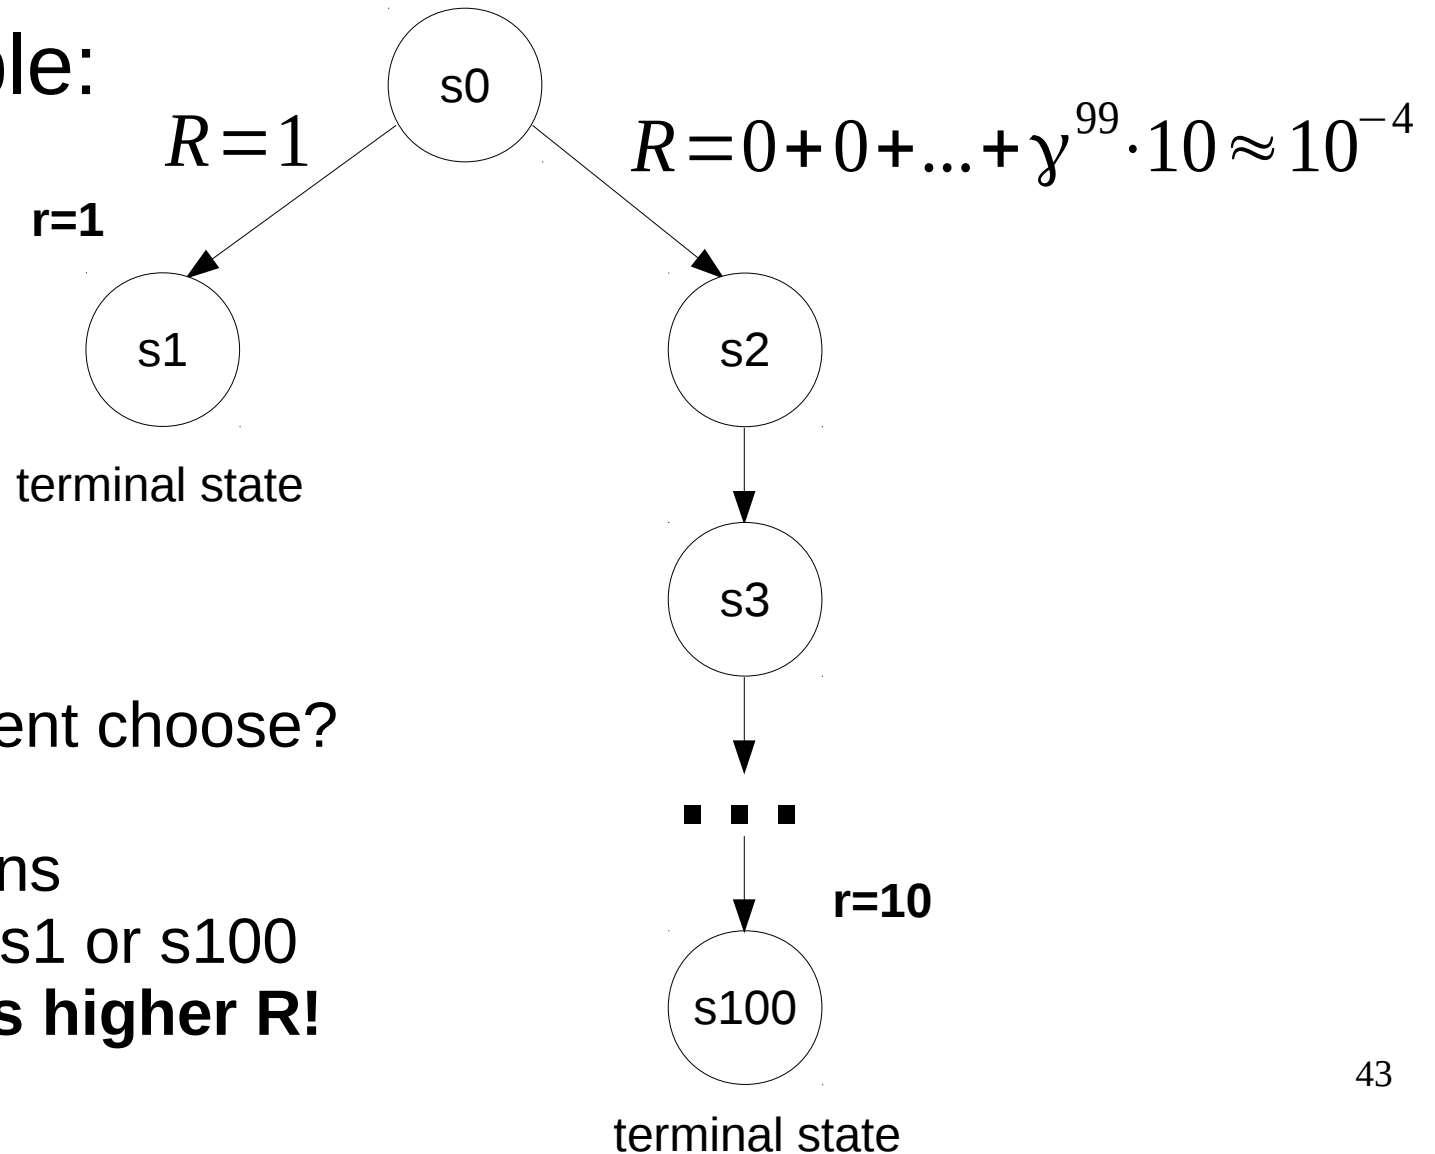 ple:
s0
R=1
R=0+0+...+γ^99·10≈10^−4
r=1
s1
s2
terminal state
s3
ent choose?
...
ns
r=10
s1 or s100
s higher R!
s100
43
terminal state